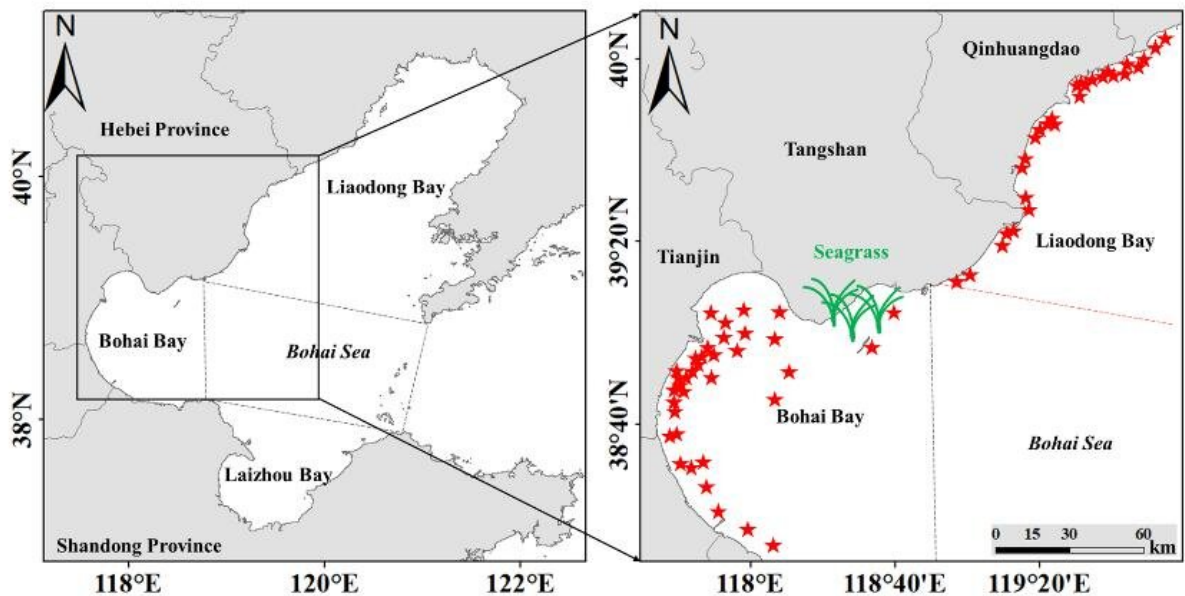 N
Hebei Province
40°N
Liaodong Bay
Bohai Bay
Bohai Sea
38°N
Laizhou Bay
Shandong Province
118°E 120°E 122°E
N
Qinhuangdao
40°N
Tangshan
39°20'N
Tianjin
Seagrass
Liaodong Bay
38°40'N
Bohai Bay
Bohai Sea
0 15 30 60
km
118°E 118°40'E 119°20'E